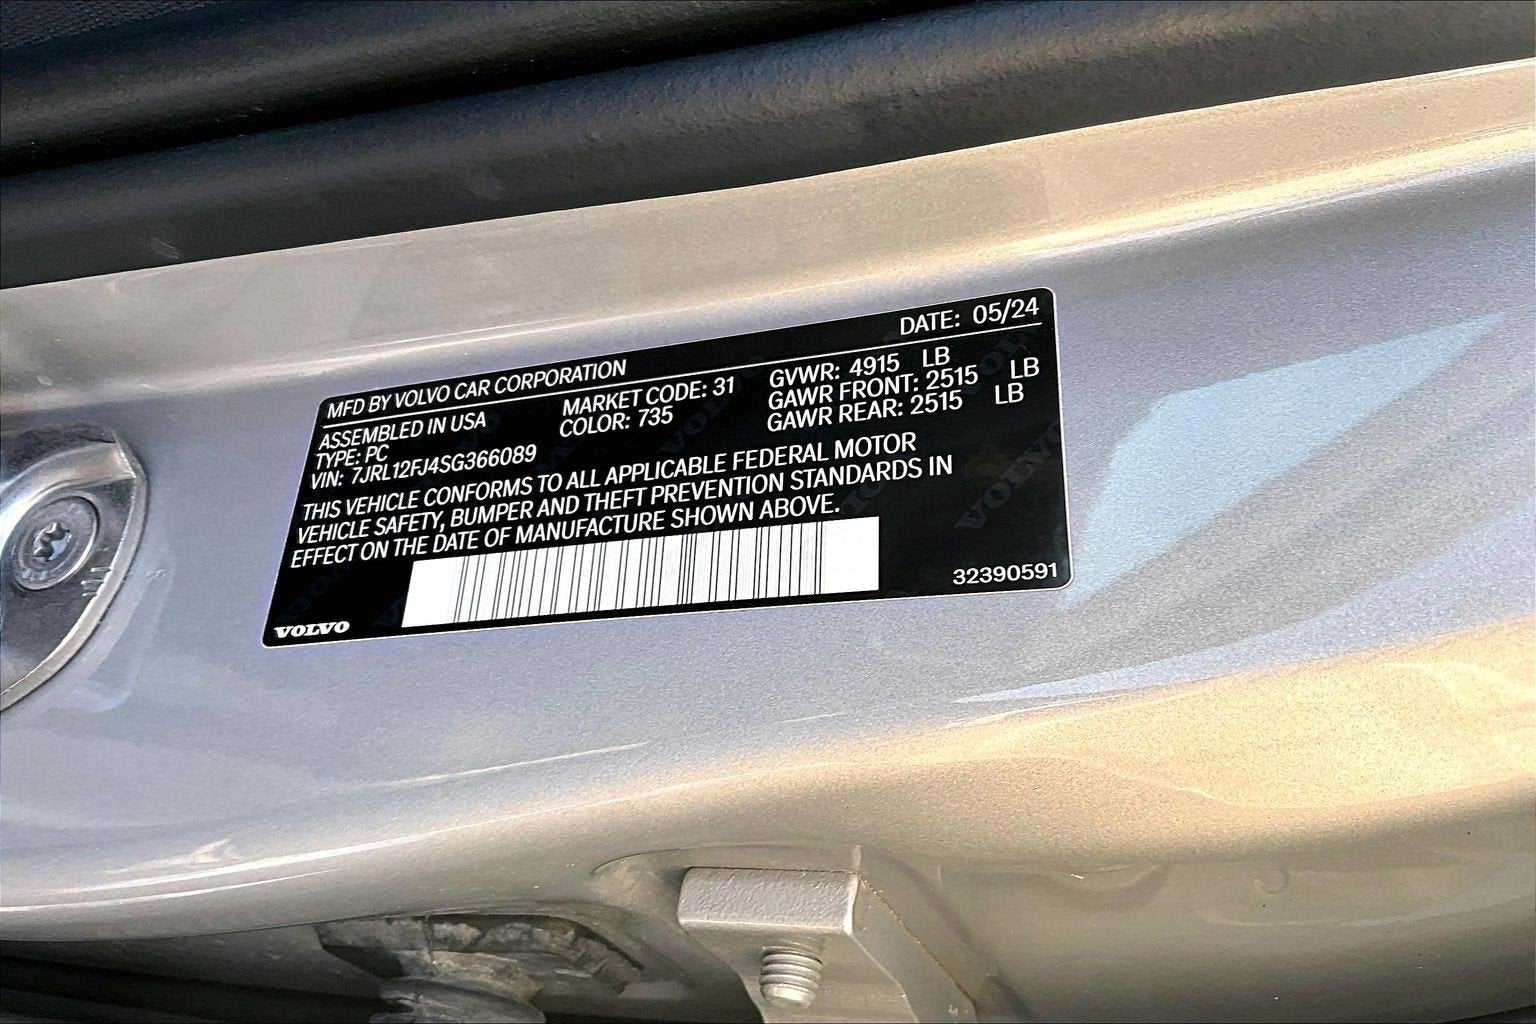 DATE: 05/24
MFD BY VOLVO CAR CORPORATION
ASSEMBLED IN USA MARKET CODE: 31 GVWR: 4915 LB
TYPE: PC COLOR: 735 GAWR FRONT: 2515 LB
VIN: 7JRL12FJ4SG366089 GAWR REAR: 2515 LB
THIS VEHICLE CONFORMS TO ALL APPLICABLE FEDERAL MOTOR
VEHICLE SAFETY, BUMPER AND THEFT PREVENTION STANDARDS IN
EFFECT ON THE DATE OF MANUFACTURE SHOWN ABOVE.
32390591
VOLVO